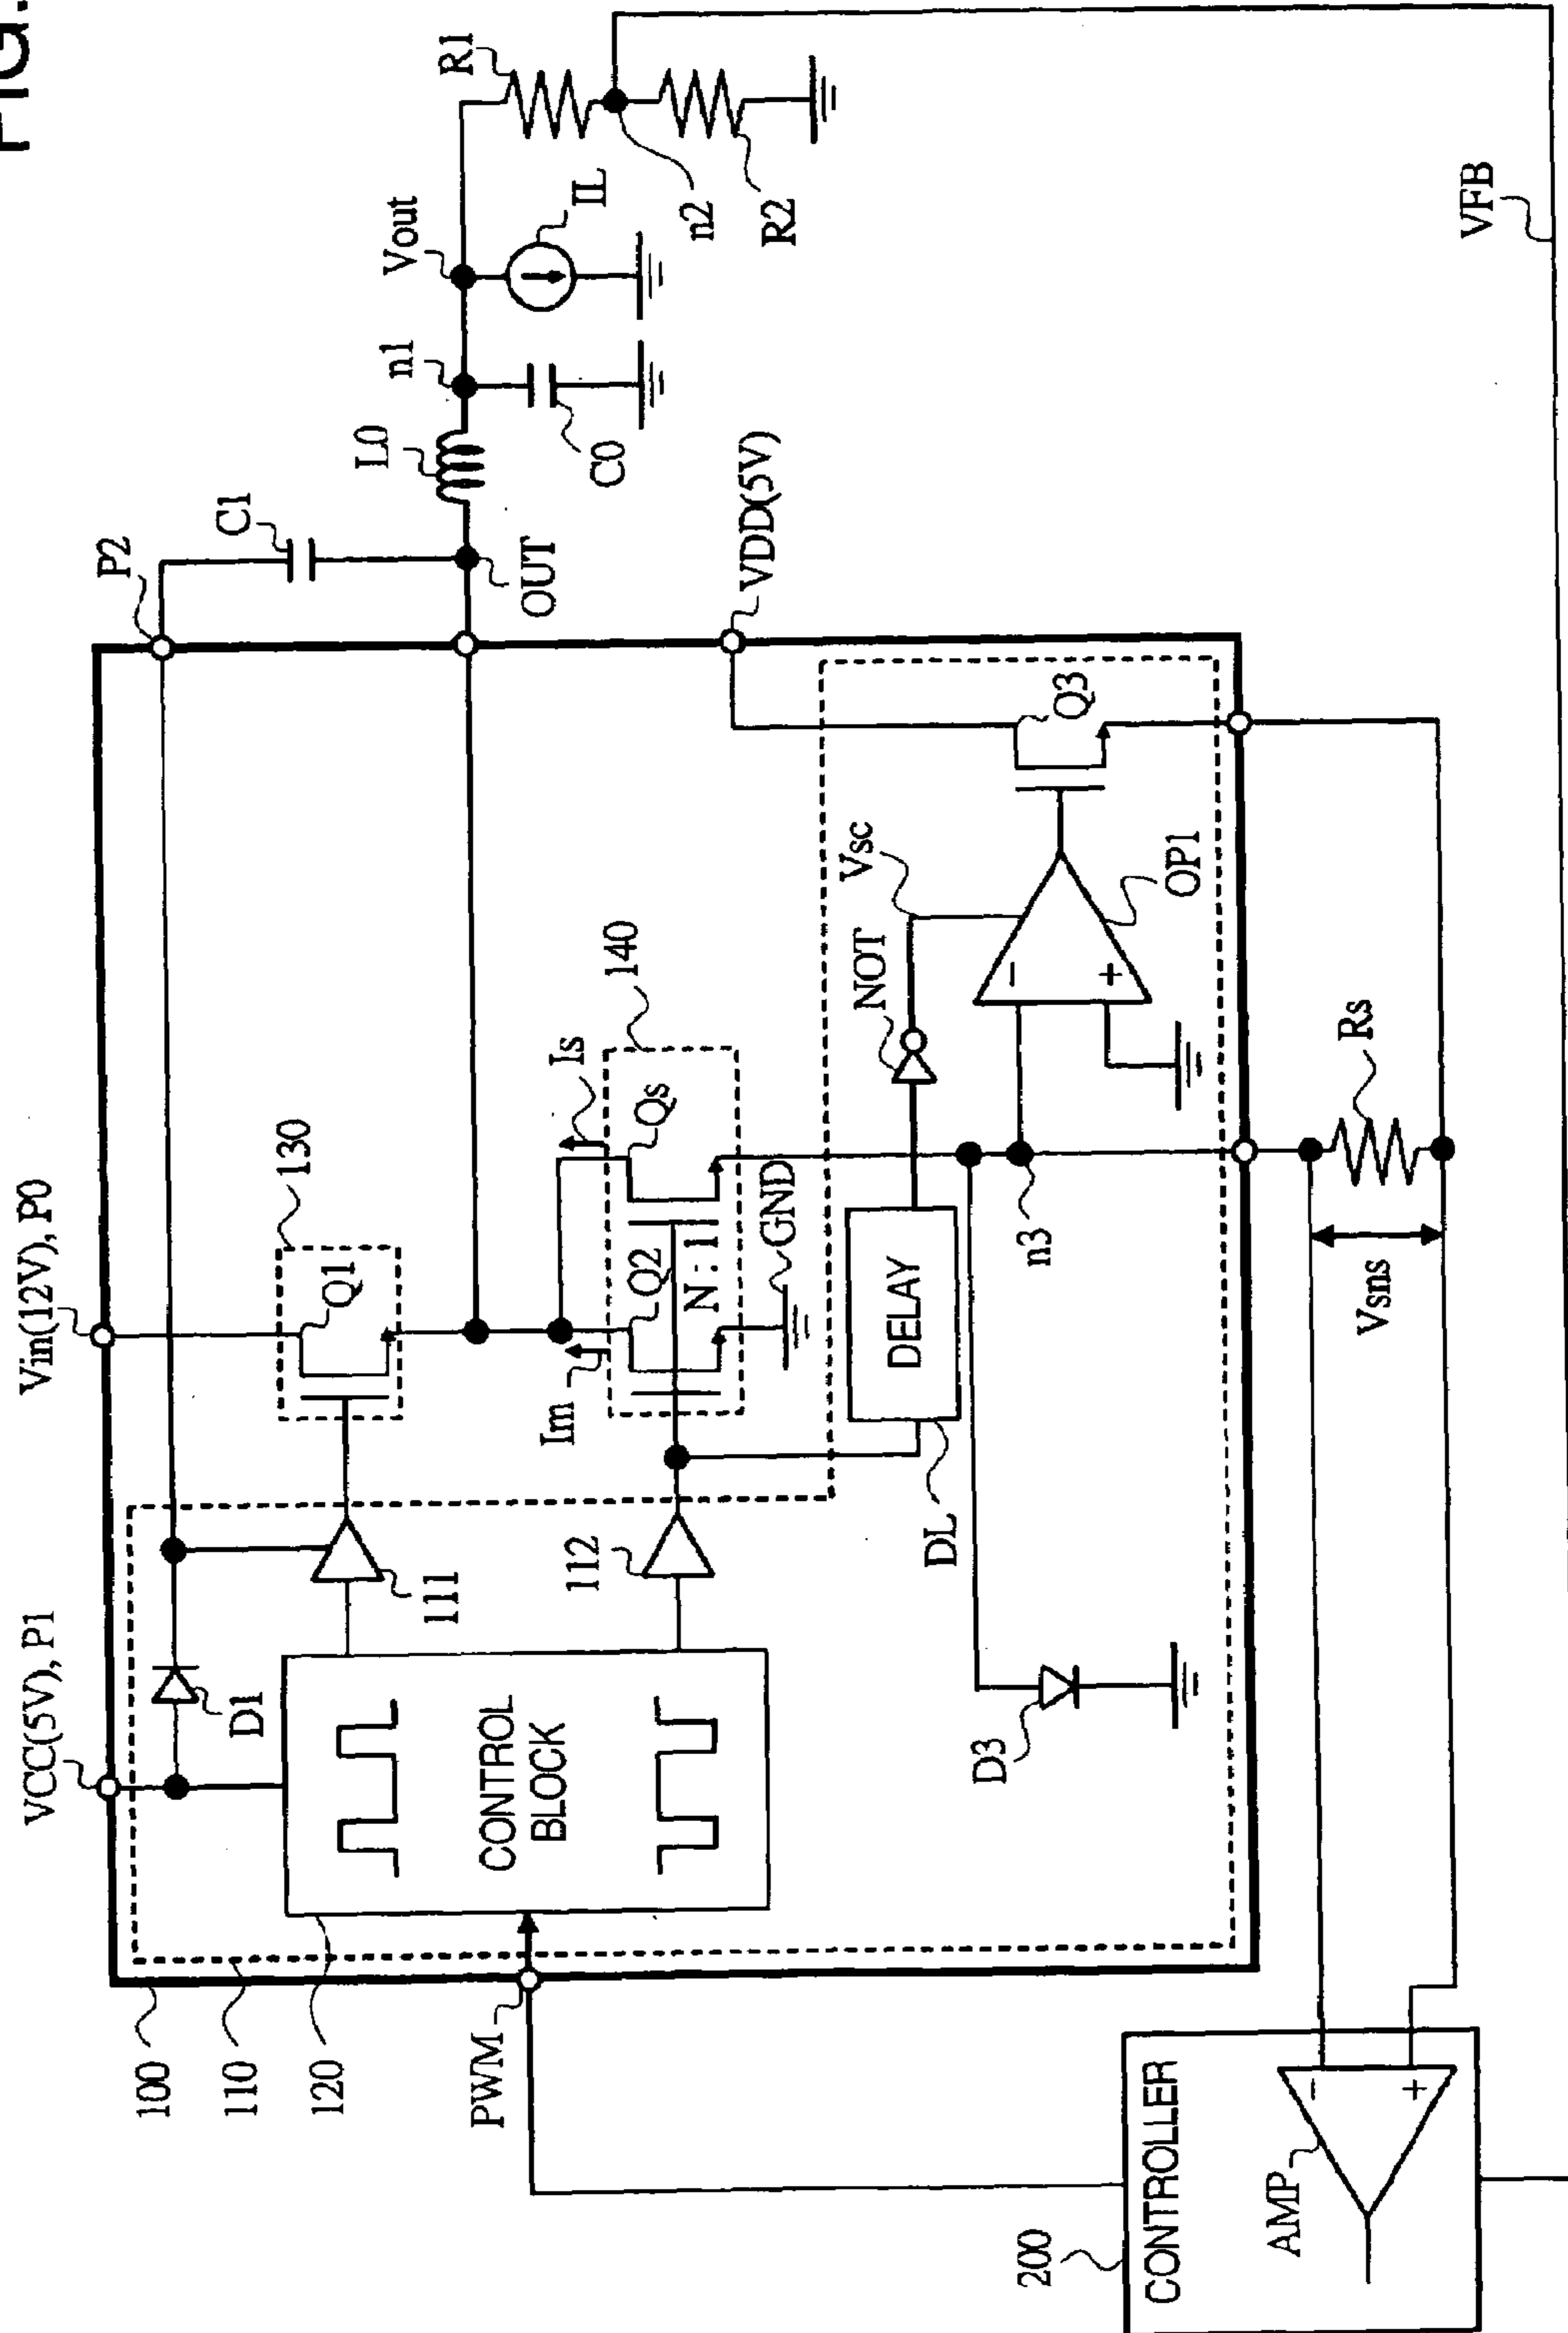 FIG.
VCC(5V), P1
Vin(12V), P0
P2
C1
L0
n1
Vout
R1
IL
n2
R2
C0
OUT
VDD(5V)
VFB
100
110
120
D1
111
112
130
Q1
Im
Is
140
Q2
Qs
N : 1
GND
CONTROL
BLOCK
PWM
DL
DELAY
NOT
Vsc
OP1
−
+
Q3
n3
D3
Rs
Vsns
200
CONTROLLER
AMP
−
+